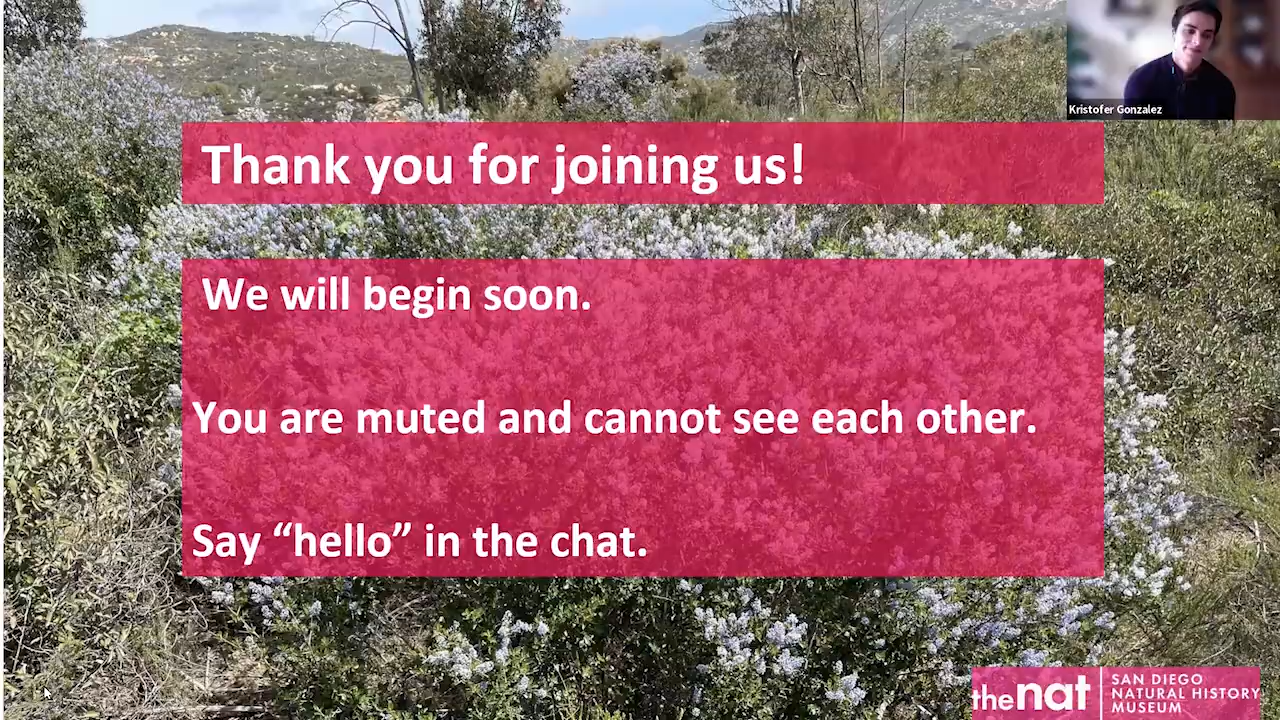 Kristofer Gonzalez
Thank you for joining us!
We will begin soon.
You are muted and cannot see each other.
Say “hello” in the chat.
thenat
SAN DIEGO
NATURAL HISTORY
MUSEUM